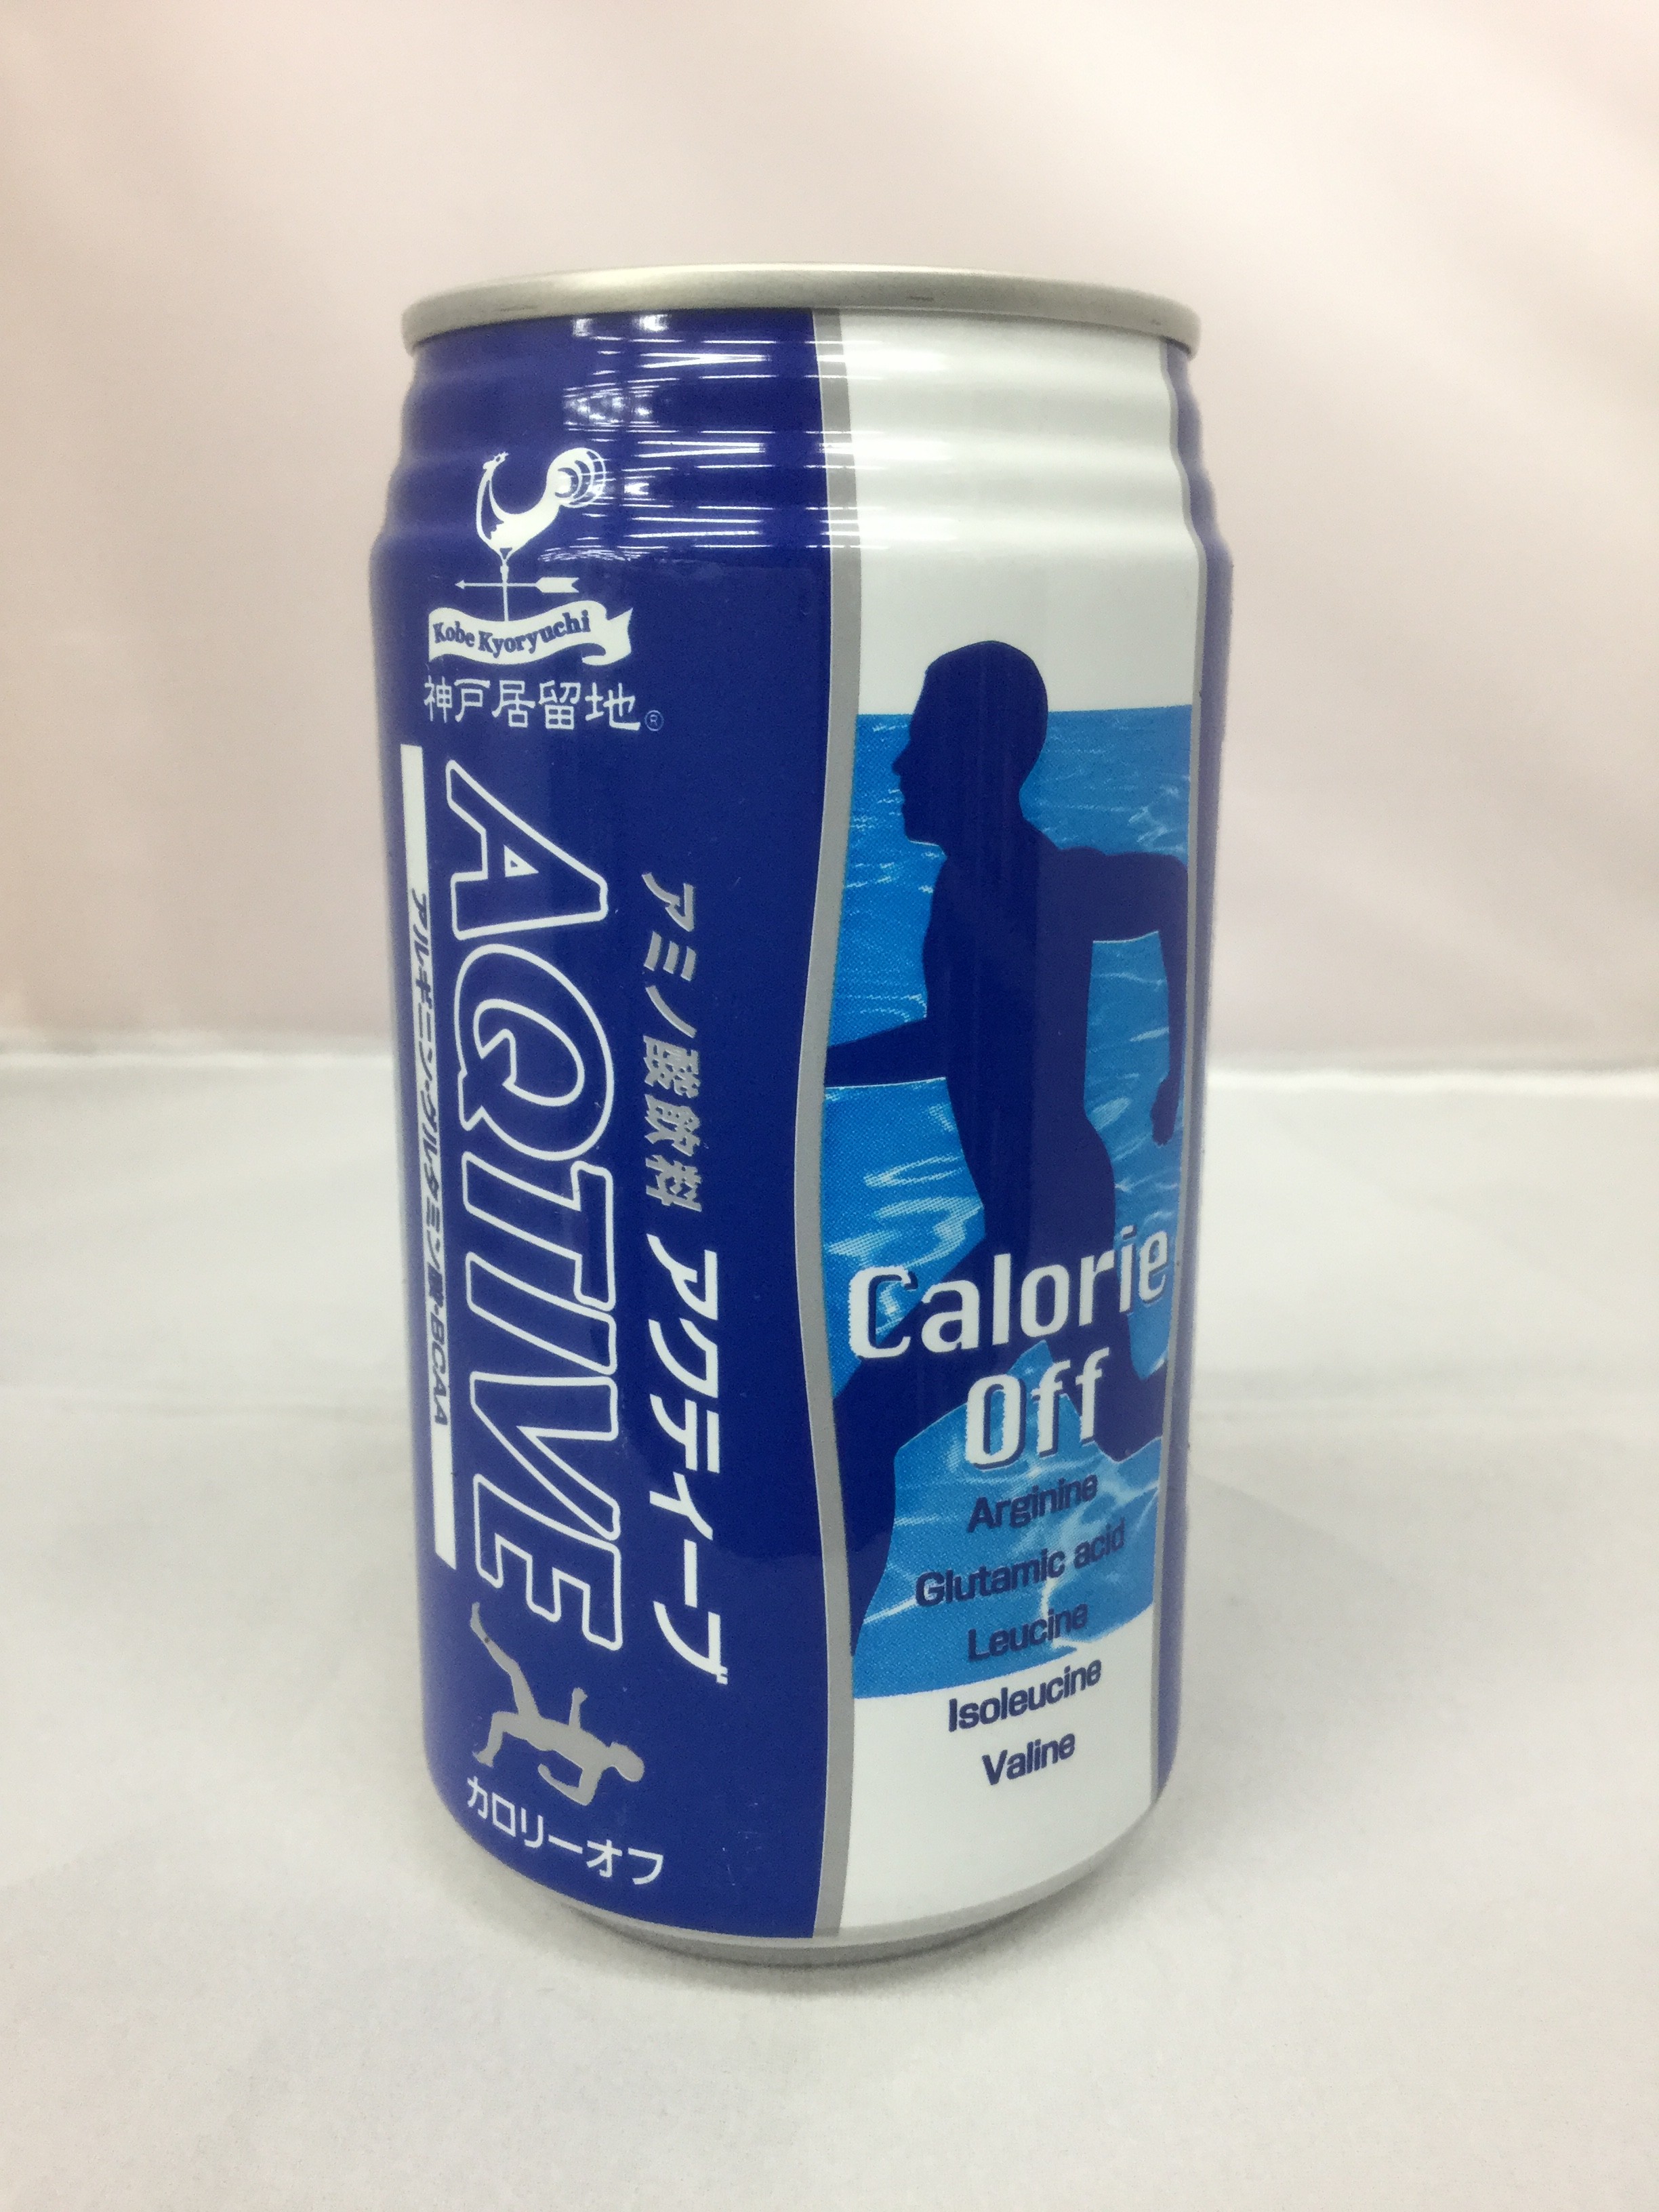 Kobe Kyoryuchi
神戸居留地®
AQTIVE
アミノ酸飲料 アクティーブ
アルギニン・グルタミン酸・BCAA
カロリーオフ
Calorie
Off
Arginine
Glutamic acid
Leucine
Isoleucine
Valine